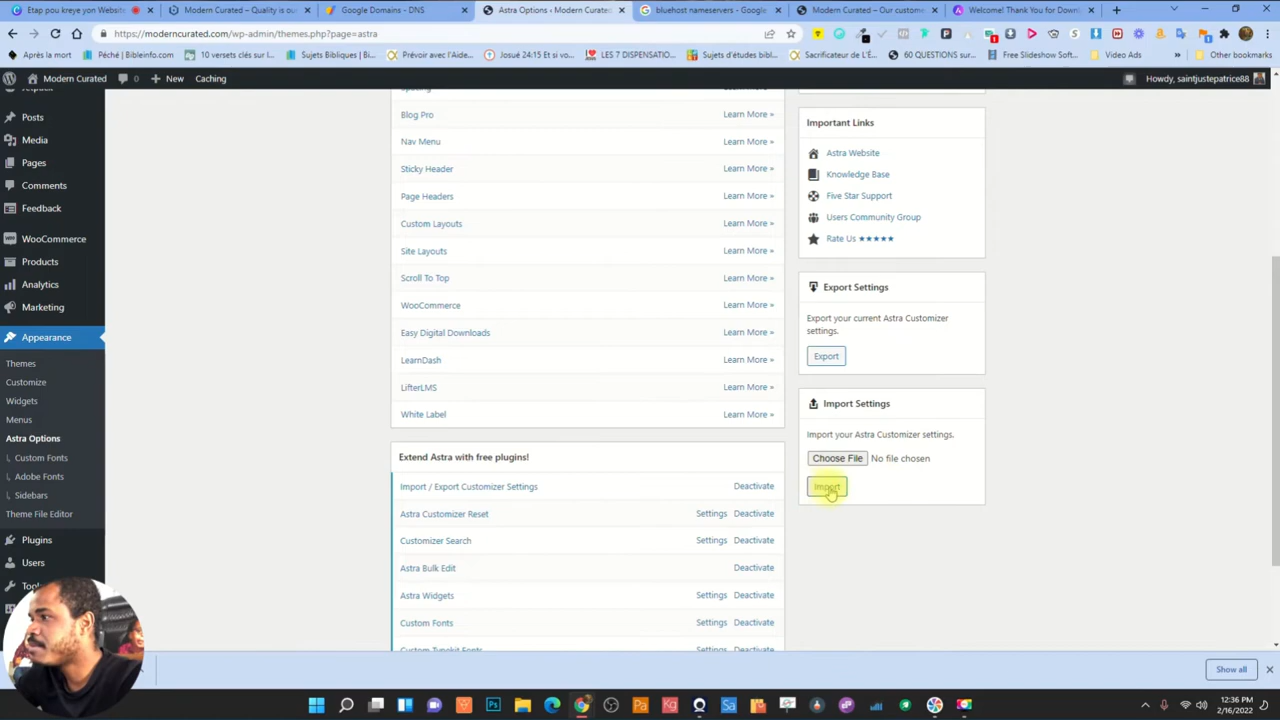 Etap pou kreye yon Website
Modern Curated – Quality is ou
Google Domains - DNS
Astra Options ‹ Modern Curated
bluehost nameservers - Google
Modern Curated – Our custome
Welcome! Thank You for Down
https://moderncurated.com/wp-admin/themes.php?page=astra
Après la mort
Péché | Bibleinfo.com
10 versets clés sur l
Sujets Bibliques | Bi
Prévoir avec l'Aide
Josué 24:15 Et si vou
LES 7 DISPENSATIO
Sujets d'études bibl
Sacrificateur de L'É
60 QUESTIONS sur
Free Slideshow Soft
Video Ads
»
Other bookmarks
Modern Curated
0
+ New
Caching
Howdy, saintjustepatrice88
Posts
Media
Pages
Comments
Feedback
WooCommerce
Products
Analytics
Marketing
Appearance
Themes
Customize
Widgets
Menus
Astra Options
Custom Fonts
Adobe Fonts
Sidebars
Theme File Editor
Plugins
Users
Blog Pro Learn More »
Nav Menu Learn More »
Sticky Header Learn More »
Page Headers Learn More »
Custom Layouts Learn More »
Site Layouts Learn More »
Scroll To Top Learn More »
WooCommerce Learn More »
Easy Digital Downloads Learn More »
LearnDash Learn More »
LifterLMS Learn More »
White Label Learn More »
Extend Astra with free plugins!
Import / Export Customizer Settings Deactivate
Astra Customizer Reset Settings Deactivate
Customizer Search Settings Deactivate
Astra Bulk Edit Deactivate
Astra Widgets Settings Deactivate
Custom Fonts Settings Deactivate
Important Links
Astra Website
Knowledge Base
Five Star Support
Users Community Group
Rate Us ★★★★★
Export Settings
Export your current Astra Customizer
settings.
Export
Import Settings
Import your Astra Customizer settings.
Choose File No file chosen
Import
Show all
12:36 PM
2/16/2022